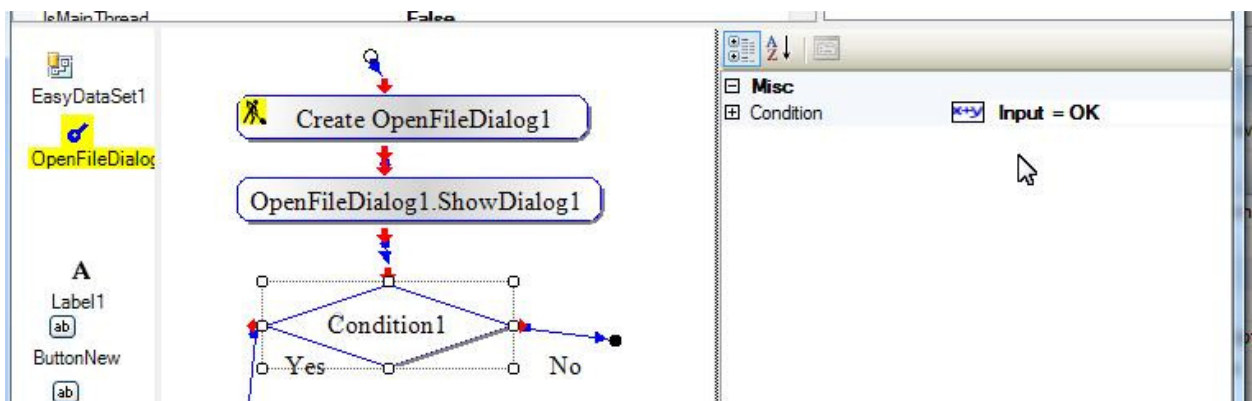 IsMainThread False
EasyDataSet1
OpenFileDialog
A
Label1
ab
ButtonNew
ab
Create OpenFileDialog1
OpenFileDialog1.ShowDialog1
Condition1
Yes No
A
Z
Misc
Condition x+y Input = OK